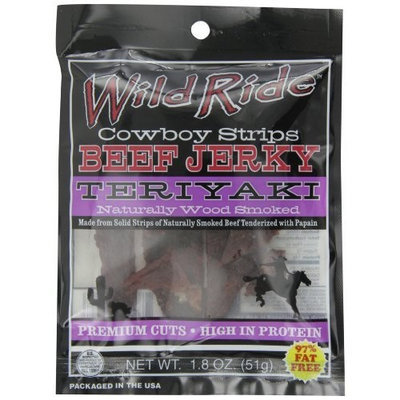 Wild Ride™
Cowboy Strips
BEEF JERKY
TERIYAKI
Naturally Wood Smoked
Made from Solid Strips of Naturally Smoked Beef Tenderized with Papain
PREMIUM CUTS • HIGH IN PROTEIN
97%
FAT
FREE
NET WT. 1.8 OZ. (51g)
PACKAGED IN THE USA